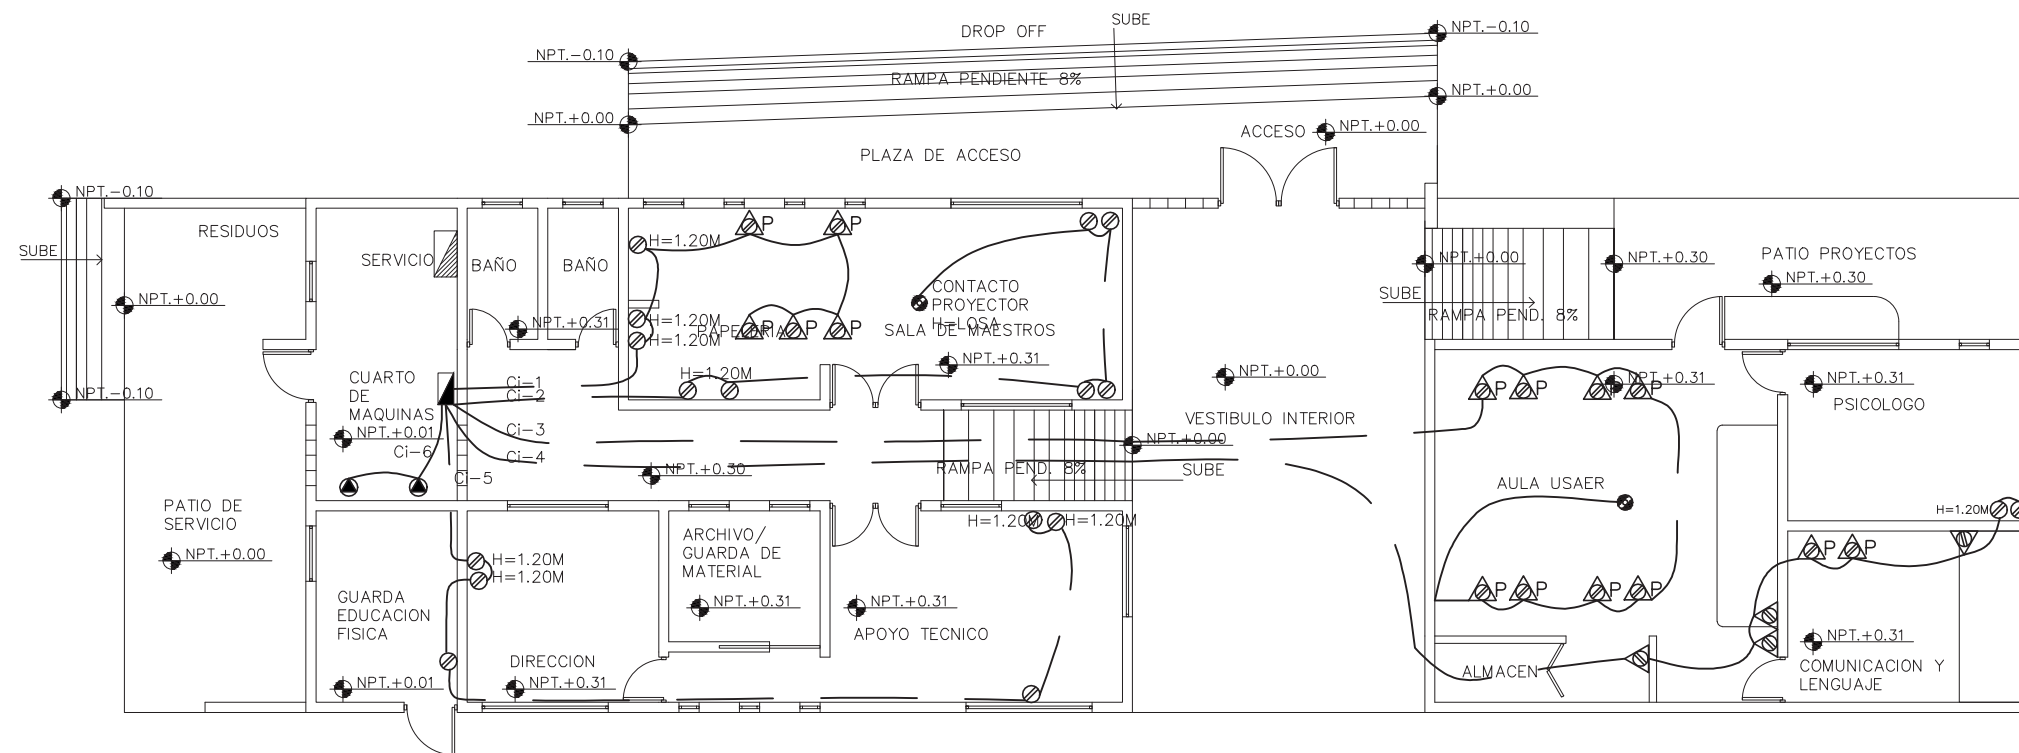 SUBE
DROP OFF
NPT.-0.10
NPT.-0.10
RAMPA PENDIENTE 8%
NPT.+0.00
NPT.+0.00
ACCESO
NPT.+0.00
PLAZA DE ACCESO
NPT.-0.10
RESIDUOS
SUBE
SERVICIO
BAÑO
BAÑO
H=1.20M
P
P
NPT.+0.00
NPT.+0.30
PATIO PROYECTOS
NPT.+0.30
NPT.+0.00
CONTACTO
PROYECTOR
H=LOSA
SUBE
RAMPA PEND. 8%
NPT.+0.31
H=1.20M
H=1.20M
PAPELERIA
P
P
P
SALA DE MAESTROS
NPT.+0.31
H=1.20M
NPT.+0.00
CUARTO
DE
MAQUINAS
NPT.+0.01
NPT.-0.10
Ci-1
Ci-2
Ci-3
Ci-4
Ci-5
Ci-6
P
P
P
P
NPT.+0.31
NPT.+0.31
PSICOLOGO
VESTIBULO INTERIOR
NPT.+0.00
NPT.+0.30
RAMPA PEND. 8%
SUBE
AULA USAER
PATIO DE
SERVICIO
NPT.+0.00
H=1.20M
H=1.20M
H=1.20M
H=1.20M
H=1.20M
ARCHIVO/
GUARDA DE
MATERIAL
NPT.+0.31
NPT.+0.31
APOYO TECNICO
P
P
P
P
P
P
GUARDA
EDUCACION
FISICA
NPT.+0.01
DIRECCION
NPT.+0.31
ALMACEN
NPT.+0.31
COMUNICACION Y
LENGUAJE